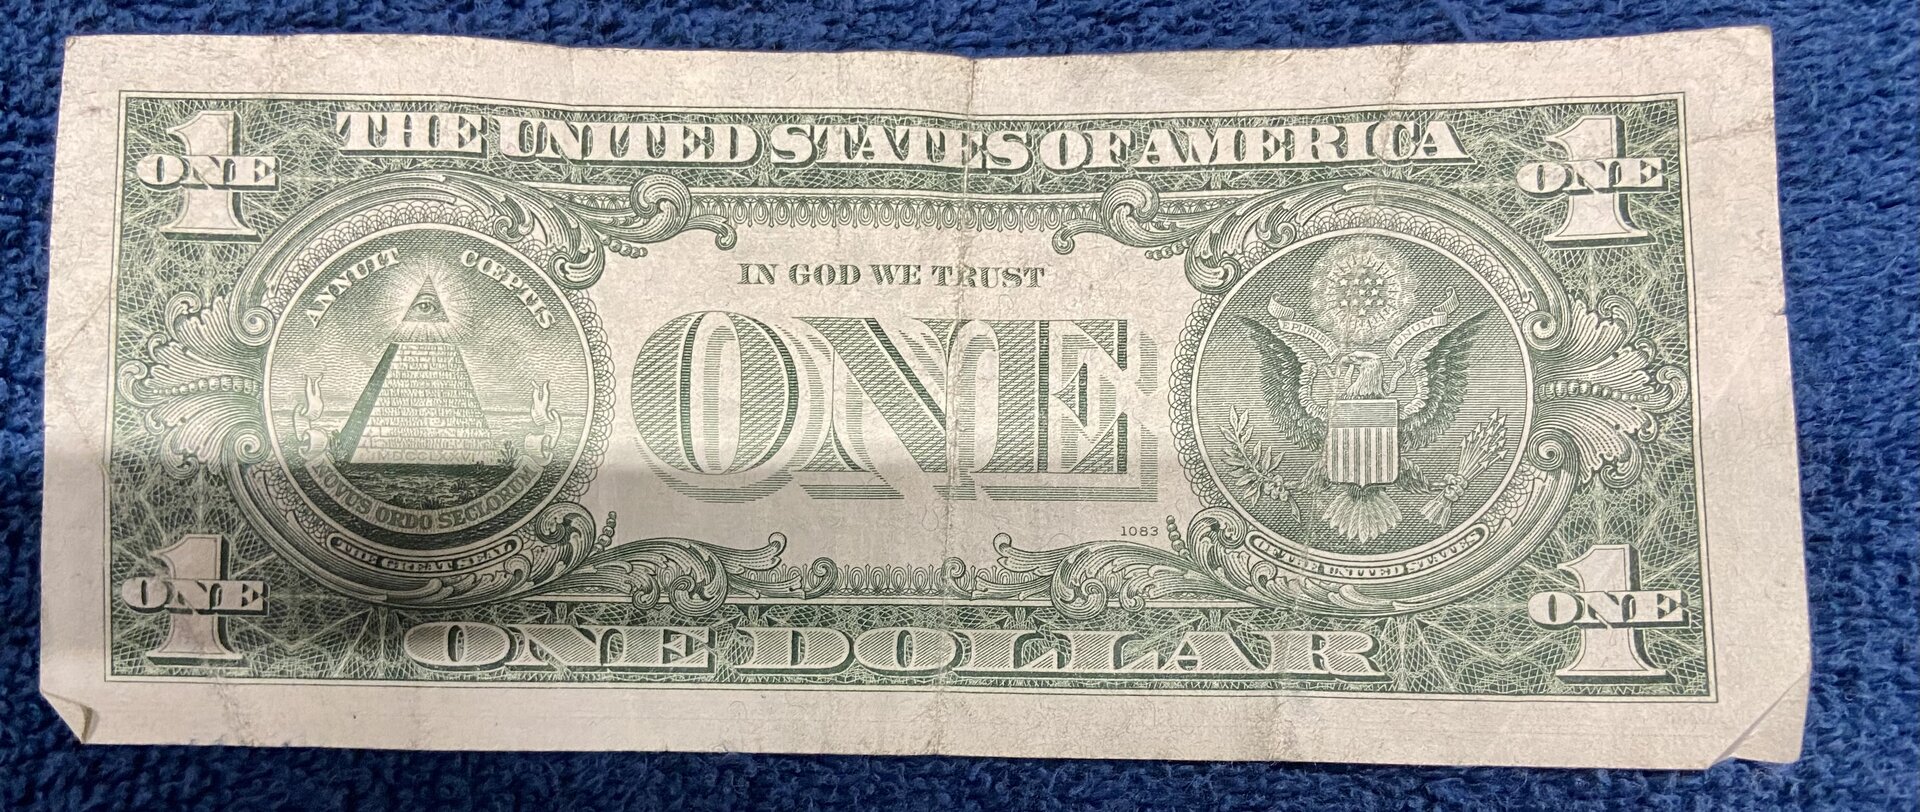 1
ONE
THE UNITED STATES OF AMERICA
1
ONE
ANNUIT CŒPTIS
IN GOD WE TRUST
E PLURIBUS UNUM
ONE
MDCCLXXVI
NOVUS ORDO SECLORUM
THE GREAT SEAL
1083
OF THE UNITED STATES
1
ONE
ONE DOLLAR
1
ONE